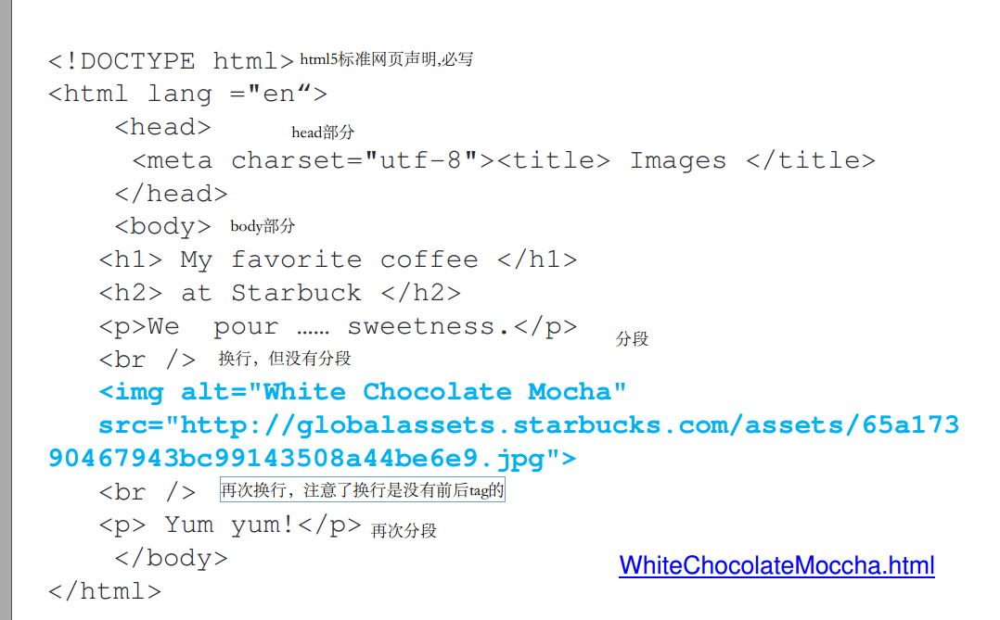 <!DOCTYPE html> html5标准网页声明,必写
<html lang ="en“>
<head>
head部分
<meta charset="utf-8"><title> Images </title>
</head>
<body> body部分
<h1> My favorite coffee </h1>
<h2> at Starbuck </h2>
<p>We pour …… sweetness.</p>
分段
<br /> 换行，但没有分段
<img alt="White Chocolate Mocha"
src="http://globalassets.starbucks.com/assets/65a173
90467943bc99143508a44be6e9.jpg">
<br /> 再次换行，注意了换行是没有前后tag的
<p> Yum yum!</p> 再次分段
</body>
WhiteChocolateMoccha.html
</html>